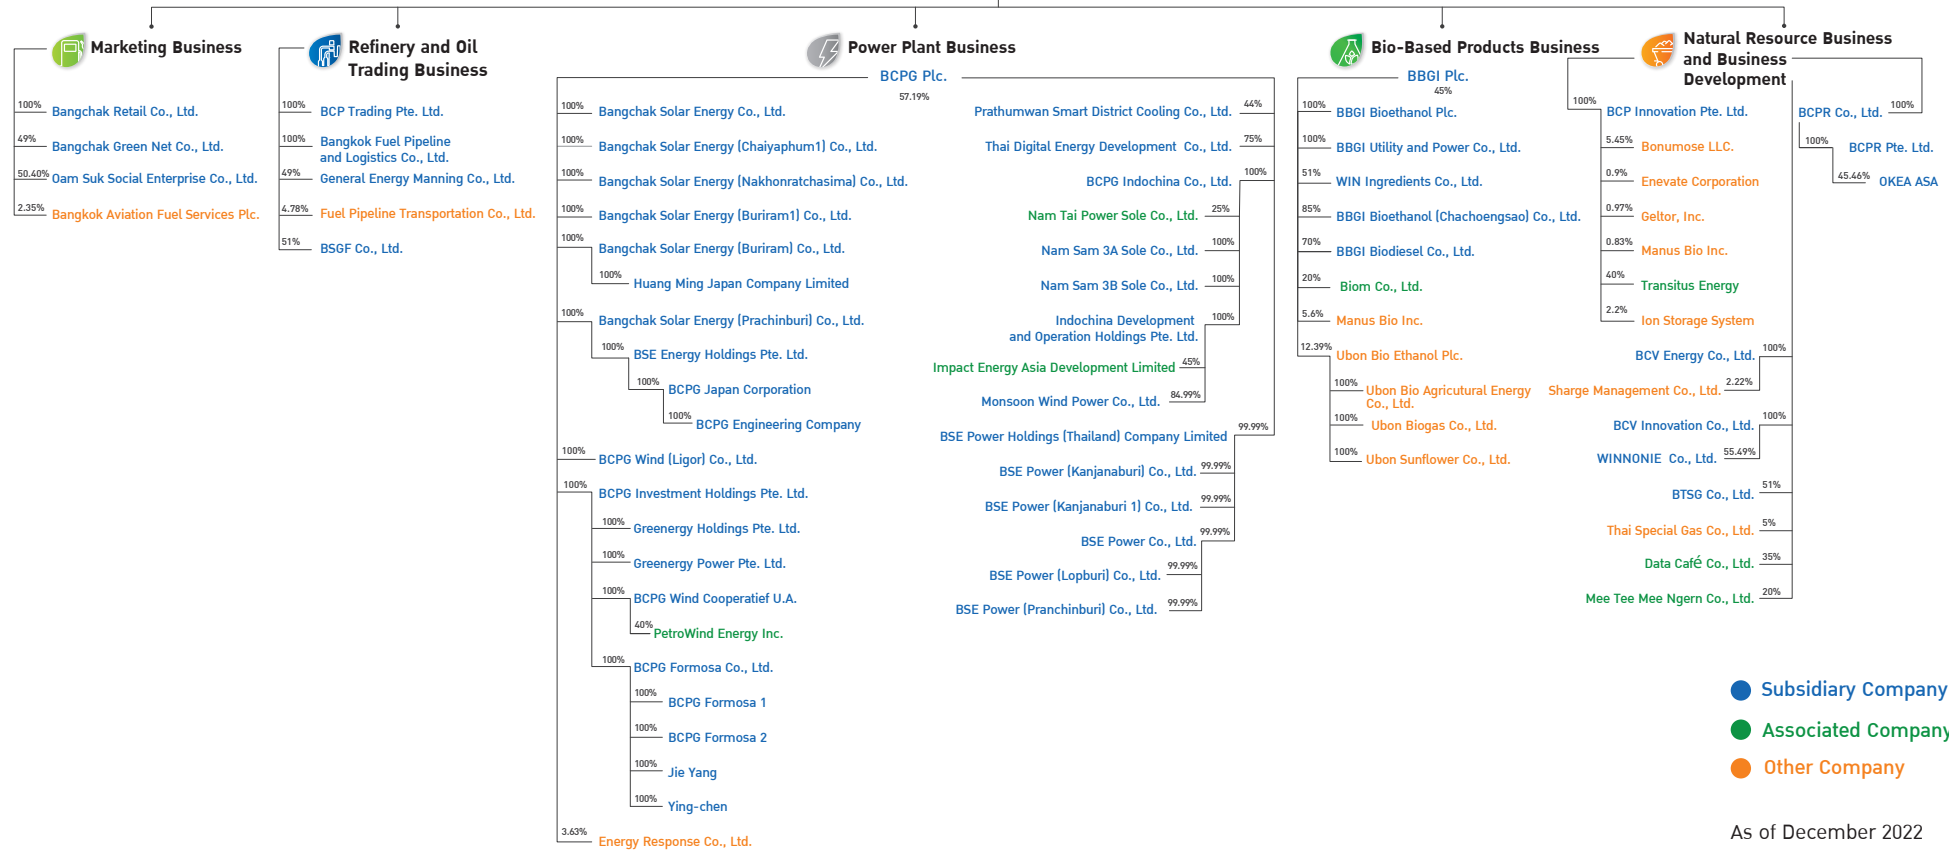 Marketing Business
100%
Bangchak Retail Co., Ltd.
49%
Bangchak Green Net Co., Ltd.
50.40%
Oam Suk Social Enterprise Co., Ltd.
2.35%
Bangkok Aviation Fuel Services Plc.
Refinery and Oil
Trading Business
100%
BCP Trading Pte. Ltd.
100%
Bangkok Fuel Pipeline
and Logistics Co., Ltd.
49%
General Energy Manning Co., Ltd.
4.78%
Fuel Pipeline Transportation Co., Ltd.
51%
BSGF Co., Ltd.
Power Plant Business
BCPG Plc.
57.19%
100%
Bangchak Solar Energy Co., Ltd.
100%
Bangchak Solar Energy (Chaiyaphum1) Co., Ltd.
100%
Bangchak Solar Energy (Nakhonratchasima) Co., Ltd.
100%
Bangchak Solar Energy (Buriram1) Co., Ltd.
100%
Bangchak Solar Energy (Buriram) Co., Ltd.
100%
Huang Ming Japan Company Limited
100%
Bangchak Solar Energy (Prachinburi) Co., Ltd.
100%
BSE Energy Holdings Pte. Ltd.
100%
BCPG Japan Corporation
100%
BCPG Engineering Company
100%
BCPG Wind (Ligor) Co., Ltd.
100%
BCPG Investment Holdings Pte. Ltd.
100%
Greenergy Holdings Pte. Ltd.
100%
Greenergy Power Pte. Ltd.
100%
BCPG Wind Cooperatief U.A.
40%
PetroWind Energy Inc.
100%
BCPG Formosa Co., Ltd.
100%
BCPG Formosa 1
100%
BCPG Formosa 2
100%
Jie Yang
100%
Ying-chen
3.63%
Energy Response Co., Ltd.
Prathumwan Smart District Cooling Co., Ltd.
44%
Thai Digital Energy Development Co., Ltd.
75%
BCPG Indochina Co., Ltd.
100%
Nam Tai Power Sole Co., Ltd.
25%
Nam Sam 3A Sole Co., Ltd.
100%
Nam Sam 3B Sole Co., Ltd.
100%
Indochina Development
and Operation Holdings Pte. Ltd.
100%
Impact Energy Asia Development Limited
45%
Monsoon Wind Power Co., Ltd.
84.99%
BSE Power Holdings (Thailand) Company Limited
99.99%
BSE Power (Kanjanaburi) Co., Ltd.
99.99%
BSE Power (Kanjanaburi 1) Co., Ltd.
99.99%
BSE Power Co., Ltd.
99.99%
BSE Power (Lopburi) Co., Ltd.
99.99%
BSE Power (Pranchinburi) Co., Ltd.
99.99%
Bio-Based Products Business
BBGI Plc.
45%
100%
BBGI Bioethanol Plc.
100%
BBGI Utility and Power Co., Ltd.
51%
WIN Ingredients Co., Ltd.
85%
BBGI Bioethanol (Chachoengsao) Co., Ltd.
70%
BBGI Biodiesel Co., Ltd.
20%
Biom Co., Ltd.
5.6%
Manus Bio Inc.
12.39%
Ubon Bio Ethanol Plc.
100%
Ubon Bio Agricutural Energy
Co., Ltd.
100%
Ubon Biogas Co., Ltd.
100%
Ubon Sunflower Co., Ltd.
Natural Resource Business
and Business
Development
100%
BCP Innovation Pte. Ltd.
5.45%
Bonumose LLC.
0.9%
Enevate Corporation
0.97%
Geltor, Inc.
0.83%
Manus Bio Inc.
40%
Transitus Energy
2.2%
Ion Storage System
BCV Energy Co., Ltd.
100%
Sharge Management Co., Ltd.
2.22%
BCV Innovation Co., Ltd.
100%
WINNONIE Co., Ltd.
55.49%
BTSG Co., Ltd.
51%
Thai Special Gas Co., Ltd.
5%
Data Café Co., Ltd.
35%
Mee Tee Mee Ngern Co., Ltd.
20%
BCPR Co., Ltd.
100%
100%
BCPR Pte. Ltd.
45.46%
OKEA ASA
Subsidiary Company
Associated Company
Other Company
As of December 2022